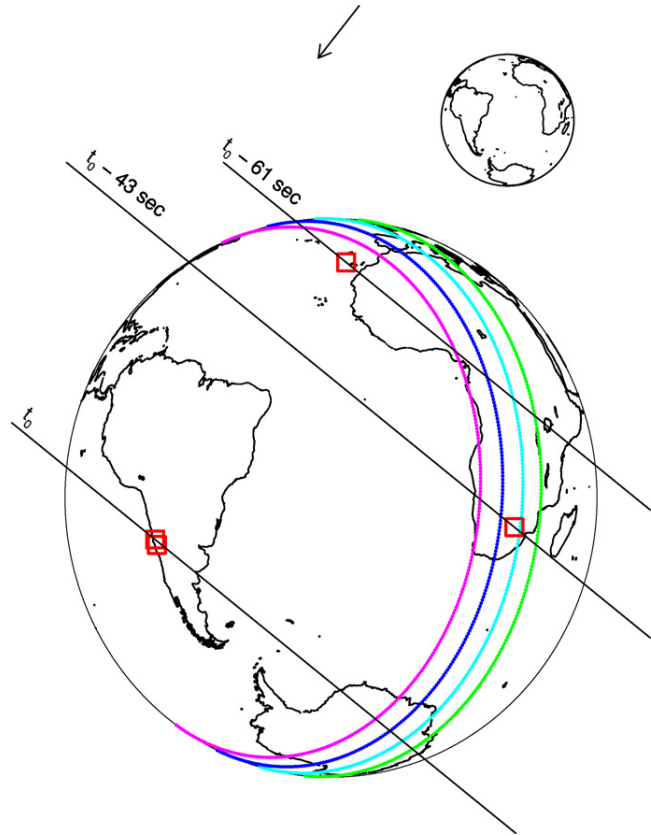 t₀ – 61 sec
t₀ – 43 sec
t₀